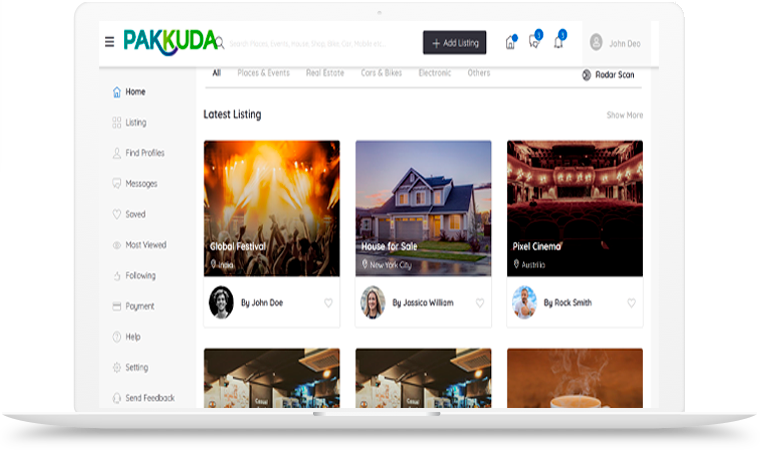 PAKKUDA
Search Places, Events, House, Shop, Bike, Car, Mobile etc...
+ Add Listing
John Deo
All Places & Events Real Estate Cars & Bikes Electronic Others
Radar Scan
Home
Listing
Find Profiles
Messages
Saved
Most Viewed
Following
Payment
Help
Setting
Send Feedback
Latest Listing
Show More
Global Festival
India
By John Doe
House for Sale
New York City
By Jassica William
Pixel Cinema
Austrilia
By Rock Smith
Casual
Casual